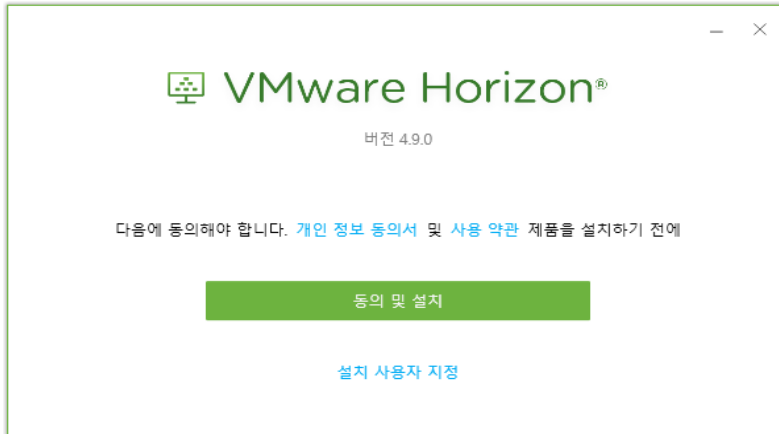 VMware Horizon®
버전 4.9.0
다음에 동의해야 합니다. 개인 정보 동의서 및 사용 약관 제품을 설치하기 전에
동의 및 설치
설치 사용자 지정